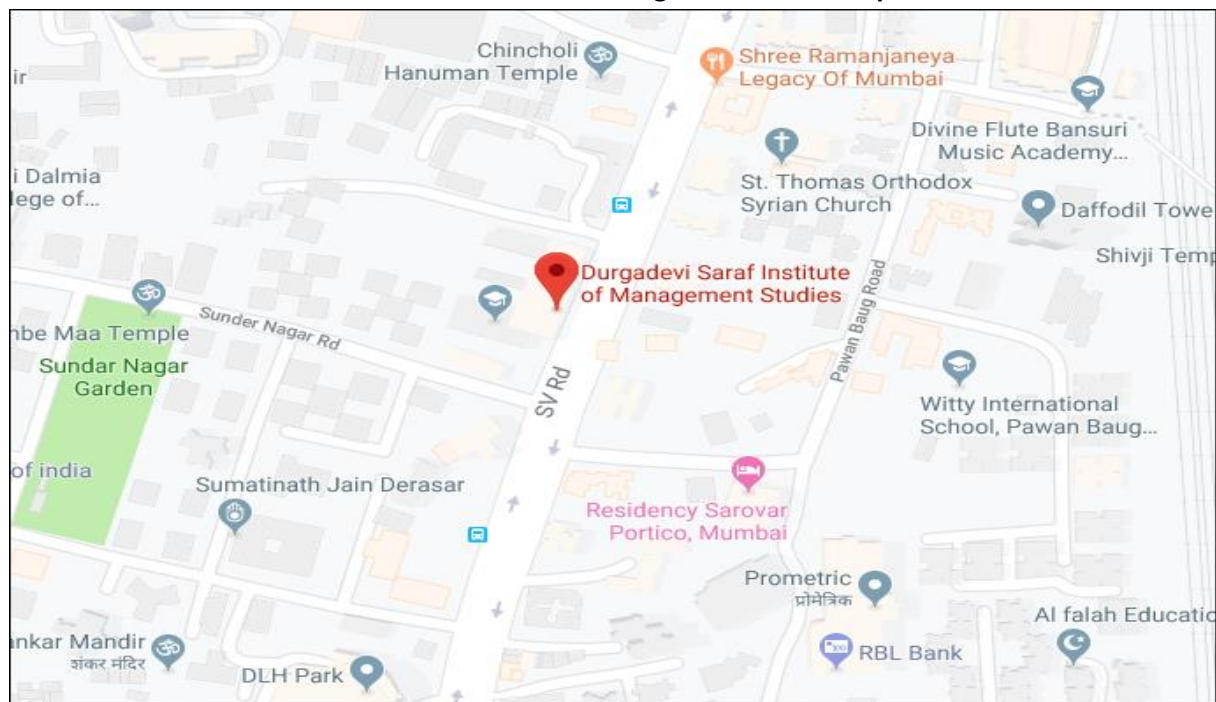 Chincholi
Hanuman Temple
Shree Ramanjaneya
Legacy Of Mumbai
Divine Flute Bansuri
Music Academy...
St. Thomas Orthodox
Syrian Church
ir
i Dalmia
lege of...
Daffodil Towe
Shivji Temp
Durgadevi Saraf Institute
of Management Studies
Pawan Baug Road
nbe Maa Temple
Sunder Nagar Rd
Sundar Nagar
Garden
SV Rd
Witty International
School, Pawan Baug...
of india
Sumatinath Jain Derasar
Residency Sarovar
Portico, Mumbai
Prometric
प्रोमेट्रिक
Al falah Educatio
ankar Mandir
शंकर मंदिर
DLH Park
RBL Bank